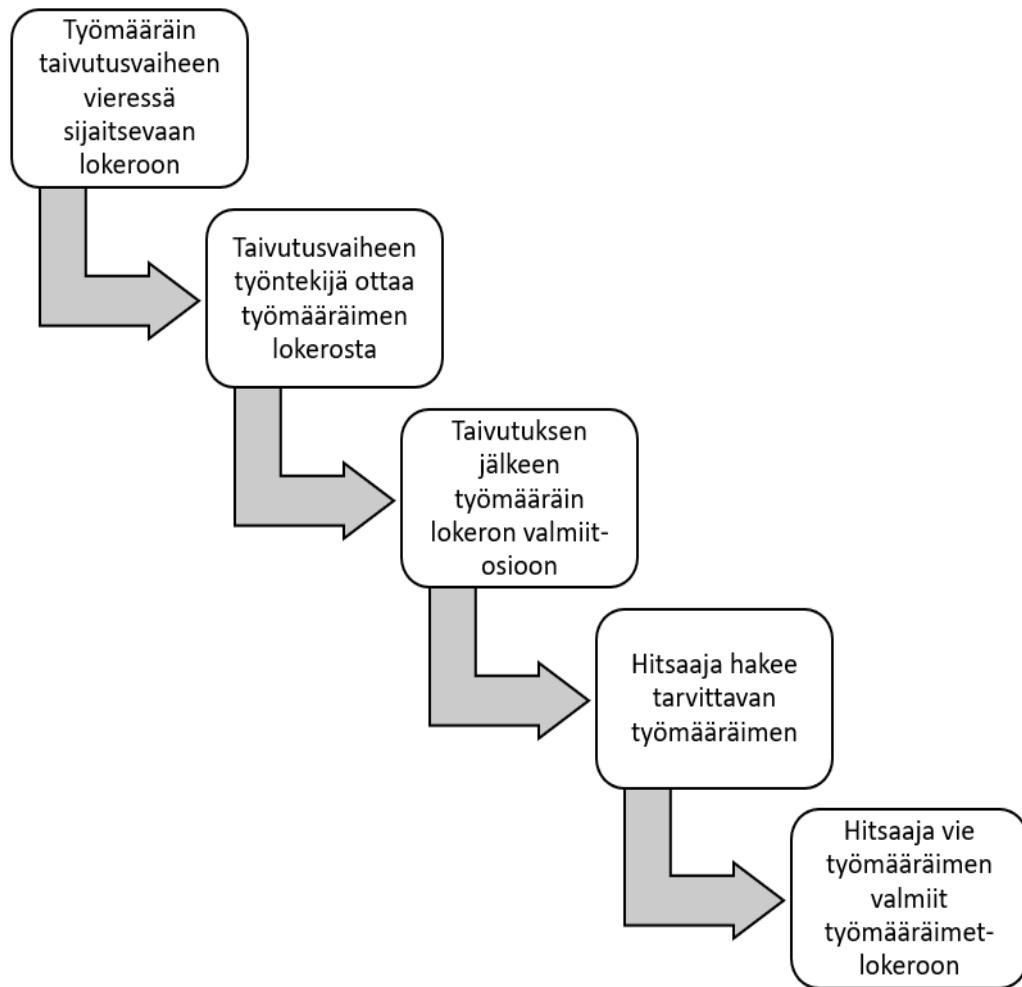 Työmääräin
taivutusvaiheen
vieressä
sijaitsevaan
lokeroon
Taivutusvaiheen
työntekijä ottaa
työmääräimen
lokerosta
Taivutuksen
jälkeen
työmääräin
lokeron valmiit-
osioon
Hitsaaja hakee
tarvittavan
työmääräimen
Hitsaaja vie
työmääräimen
valmiit
työmääräimet-
lokeroon